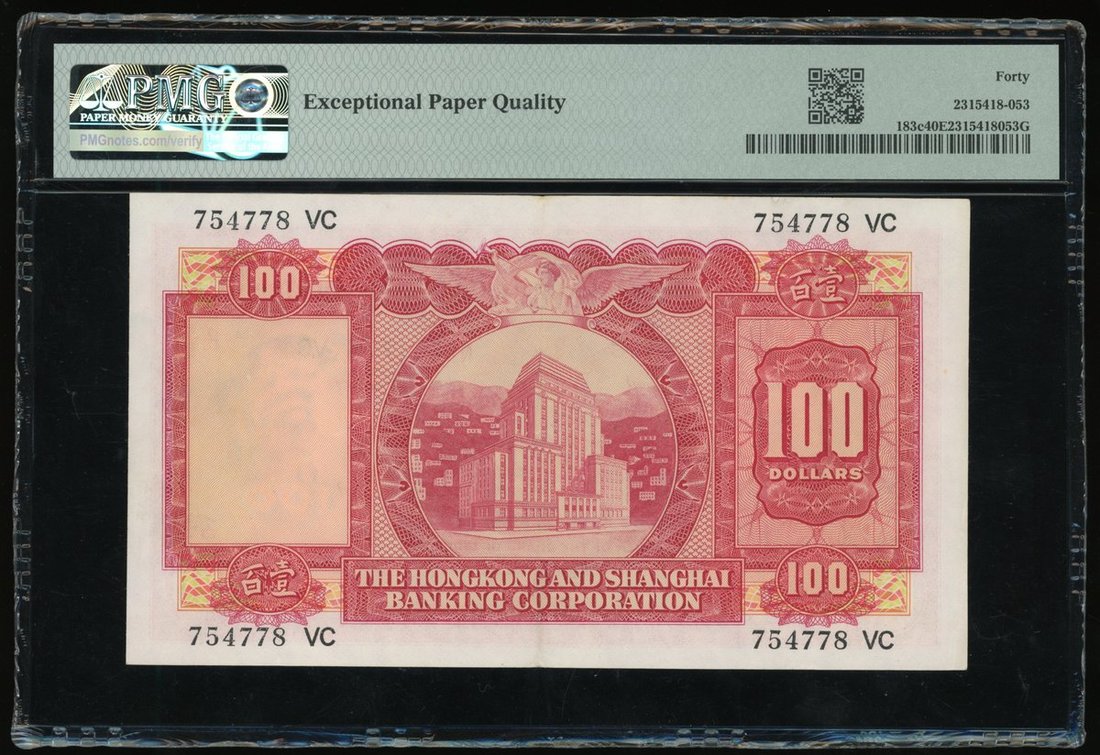 PMG
PAPER MONEY GUARANTY
PMGnotes.com/verify
Exceptional Paper Quality
Forty
2315418-053
183c40E2315418053G
754778 VC
754778 VC
100
百壹
100
DOLLARS
百壹
THE HONGKONG AND SHANGHAI
BANKING CORPORATION
100
754778 VC
754778 VC